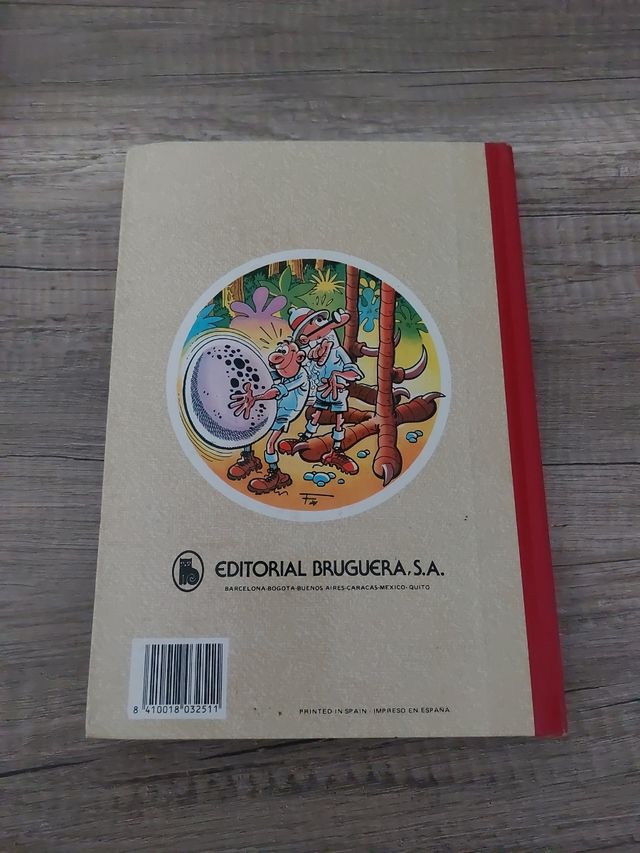 EDITORIAL BRUGUERA, S.A.
BARCELONA-BOGOTA-BUENOS AIRES-CARACAS-MEXICO-QUITO
8 410018 032511
PRINTED IN SPAIN - IMPRESO EN ESPAÑA